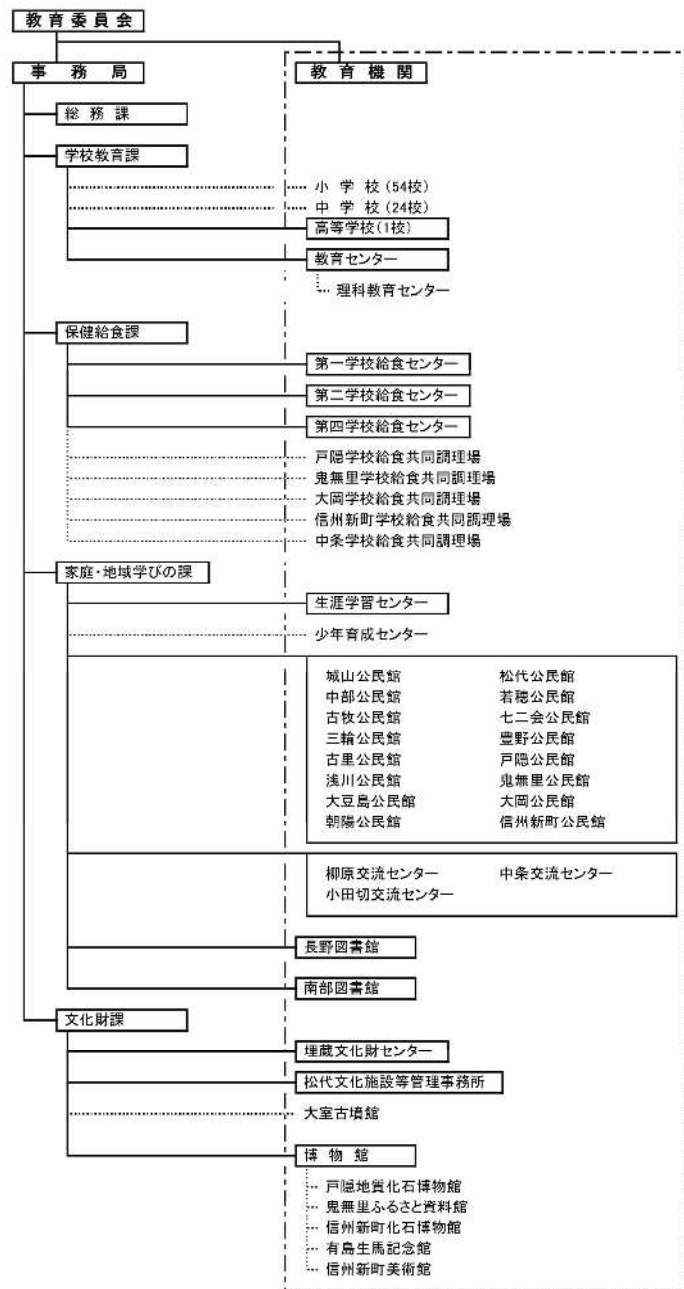 教育委員会
事務局
教育機関
総務課
学校教育課
小学校(54校)
中学校(24校)
高等学校(1校)
教育センター
理科教育センター
保健給食課
第一学校給食センター
第二学校給食センター
第四学校給食センター
戸隠学校給食共同調理場
鬼無里学校給食共同調理場
大岡学校給食共同調理場
信州新町学校給食共同調理場
中条学校給食共同調理場
家庭・地域学びの課
生涯学習センター
少年育成センター
城山公民館 松代公民館
中部公民館 若穂公民館
古牧公民館 七二会公民館
三輪公民館 豊野公民館
古里公民館 戸隠公民館
浅川公民館 鬼無里公民館
大豆島公民館 大岡公民館
朝陽公民館 信州新町公民館
柳原交流センター 中条交流センター
小田切交流センター
長野図書館
南部図書館
文化財課
埋蔵文化財センター
松代文化施設等管理事務所
大室古墳館
博物館
戸隠地質化石博物館
鬼無里ふるさと資料館
信州新町化石博物館
有島生馬記念館
信州新町美術館